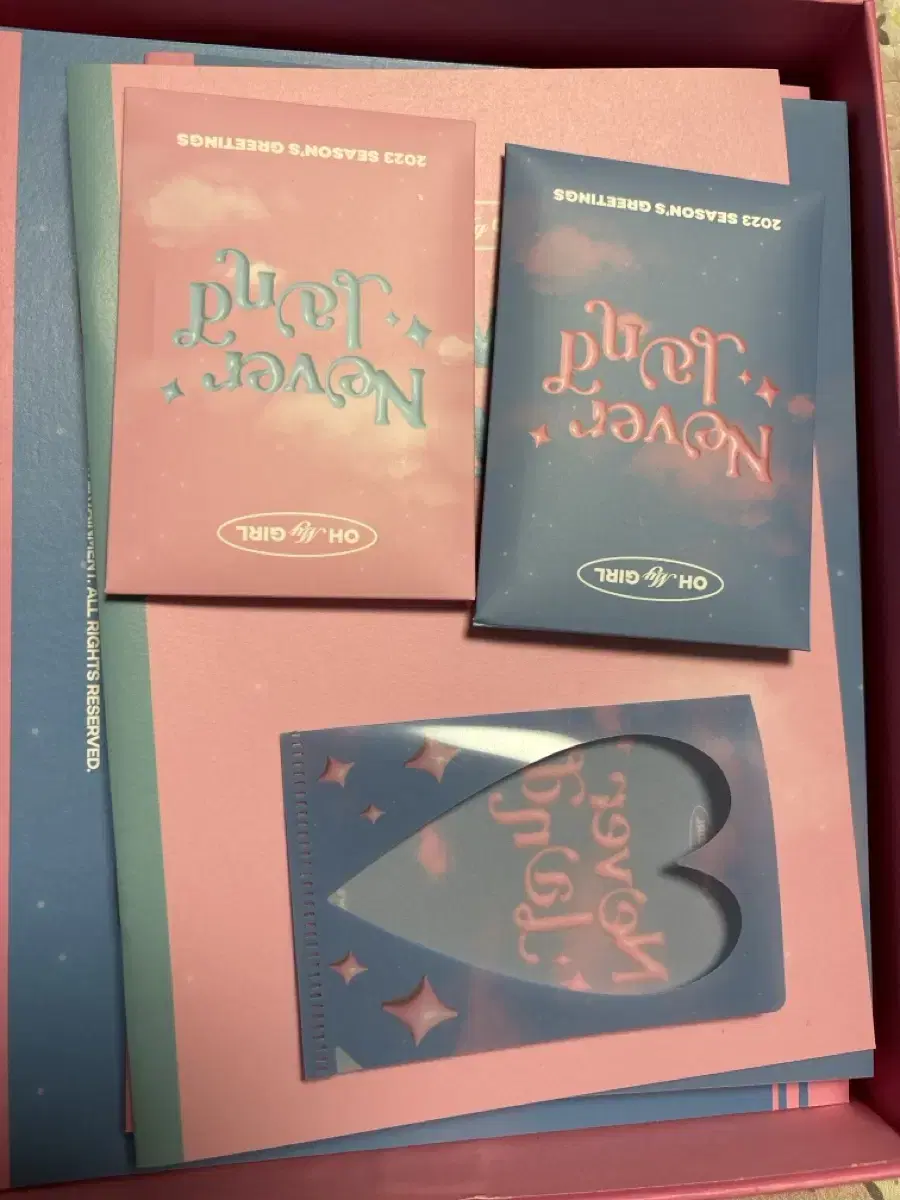 2023 SEASON'S GREETINGS
Never
land
OH My GIRL
2023 SEASON'S GREETINGS
Never
land
OH My GIRL
Never
land
ALL RIGHTS RESERVED.